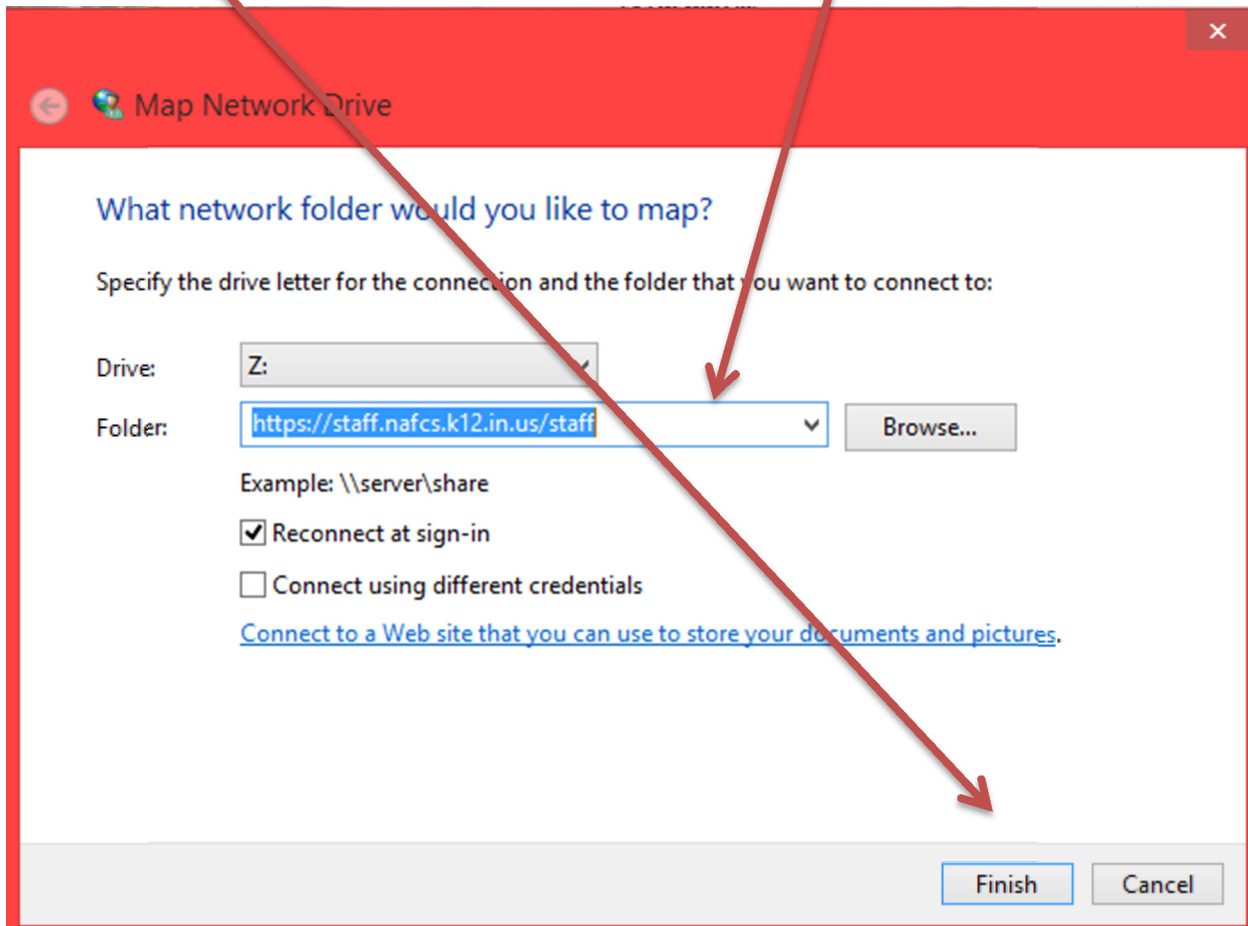 Map Network Drive
What network folder would you like to map?
Specify the drive letter for the connection and the folder that you want to connect to:
Drive: Z:
Folder: https://staff.nafcs.k12.in.us/staff Browse...
Example: \\server\share
Reconnect at sign-in
Connect using different credentials
Connect to a Web site that you can use to store your documents and pictures.
Finish Cancel